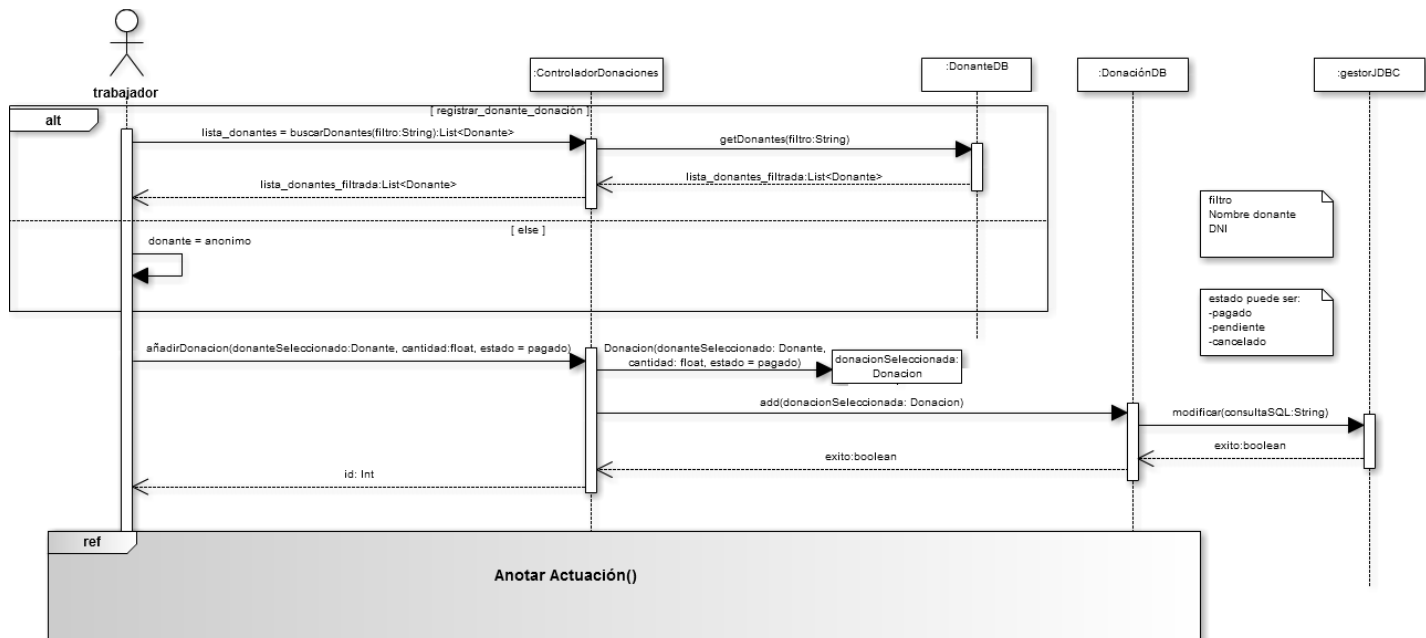 trabajador
:ControladorDonaciones
:DonanteDB
:DonaciónDB
:gestorJDBC
alt
[ registrar_donante_donación ]
lista_donantes = buscarDonantes(filtro:String):List<Donante>
getDonantes(filtro:String)
lista_donantes_filtrada:List<Donante>
lista_donantes_filtrada:List<Donante>
[ else ]
donante = anonimo
filtro
Nombre donante
DNI
estado puede ser:
-pagado
-pendiente
-cancelado
añadirDonacion(donanteSeleccionado:Donante, cantidad:float, estado = pagado)
Donacion(donanteSeleccionado: Donante,
cantidad: float, estado = pagado)
donacionSeleccionada:
Donacion
add(donacionSeleccionada: Donacion)
modificar(consultaSQL:String)
exito:boolean
exito:boolean
id: Int
ref
Anotar Actuación()